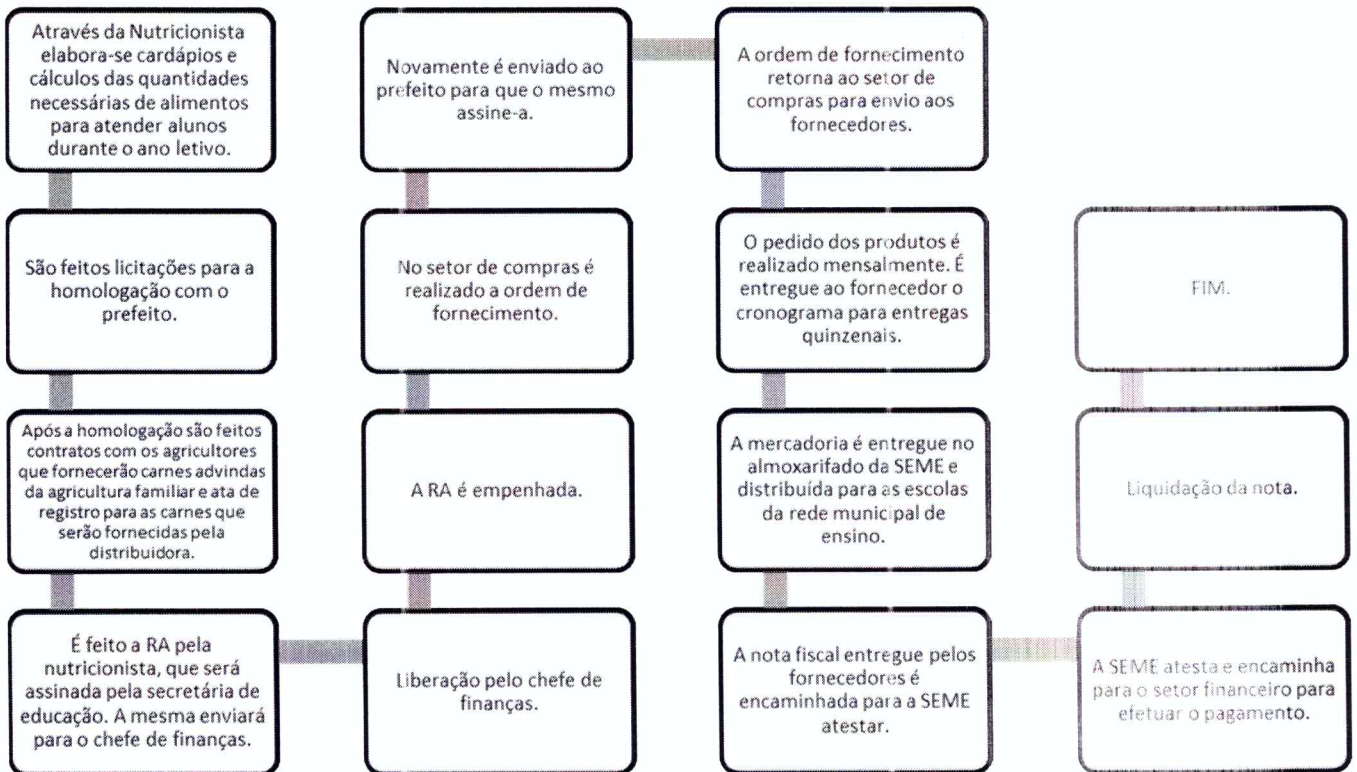 Através da Nutricionista
elabora-se cardápios e
cálculos das quantidades
necessárias de alimentos
para atender alunos
durante o ano letivo.
São feitos licitações para a
homologação com o
prefeito.
Após a homologação são feitos
contratos com os agricultores
que fornecerão carnes advindas
da agricultura familiar e ata de
registro para as carnes que
serão fornecidas pela
distribuidora.
É feito a RA pela
nutricionista, que será
assinada pela secretária de
educação. A mesma enviará
para o chefe de finanças.
Liberação pelo chefe de
finanças.
A RA é empenhada.
No setor de compras é
realizado a ordem de
fornecimento.
Novamente é enviado ao
prefeito para que o mesmo
assine-a.
A ordem de fornecimento
retorna ao setor de
compras para envio aos
fornecedores.
O pedido dos produtos é
realizado mensalmente. É
entregue ao fornecedor o
cronograma para entregas
quinzenais.
A mercadoria é entregue no
almoxarifado da SEME e
distribuída para as escolas
da rede municipal de
ensino.
A nota fiscal entregue pelos
fornecedores é
encaminhada para a SEME
atestar.
A SEME atesta e encaminha
para o setor financeiro para
efetuar o pagamento.
Liquidação da nota.
FIM.